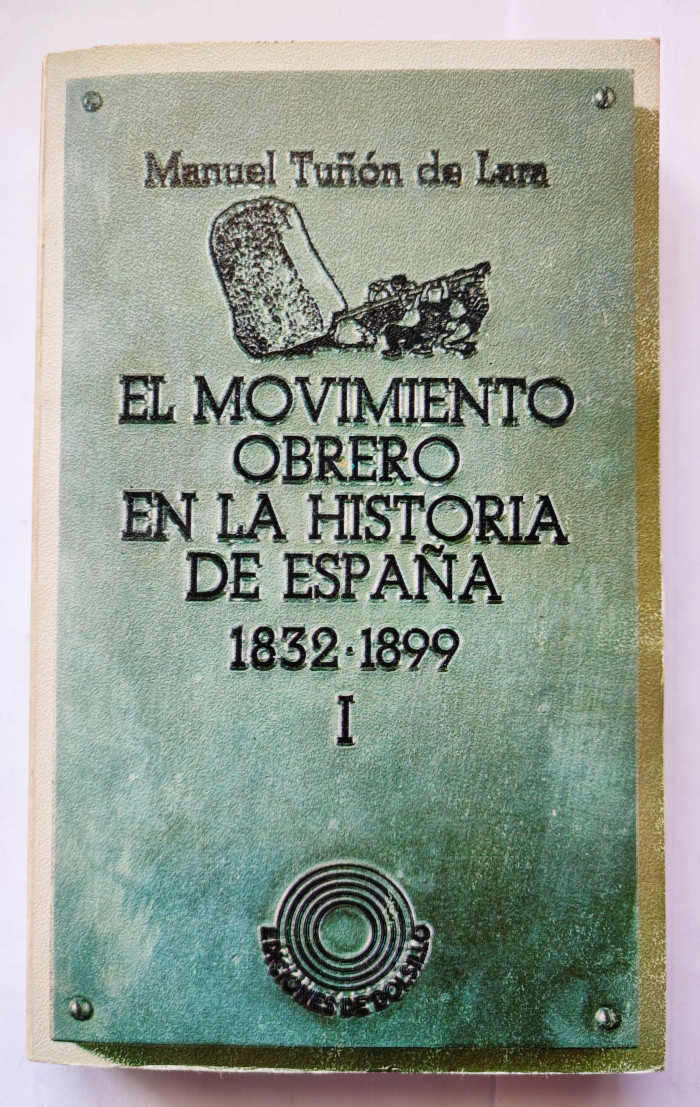 Manuel Tuñón de Lara
EL MOVIMIENTO
OBRERO
EN LA HISTORIA
DE ESPAÑA
1832·1899
I
EDICIONES DE BOLSILLO